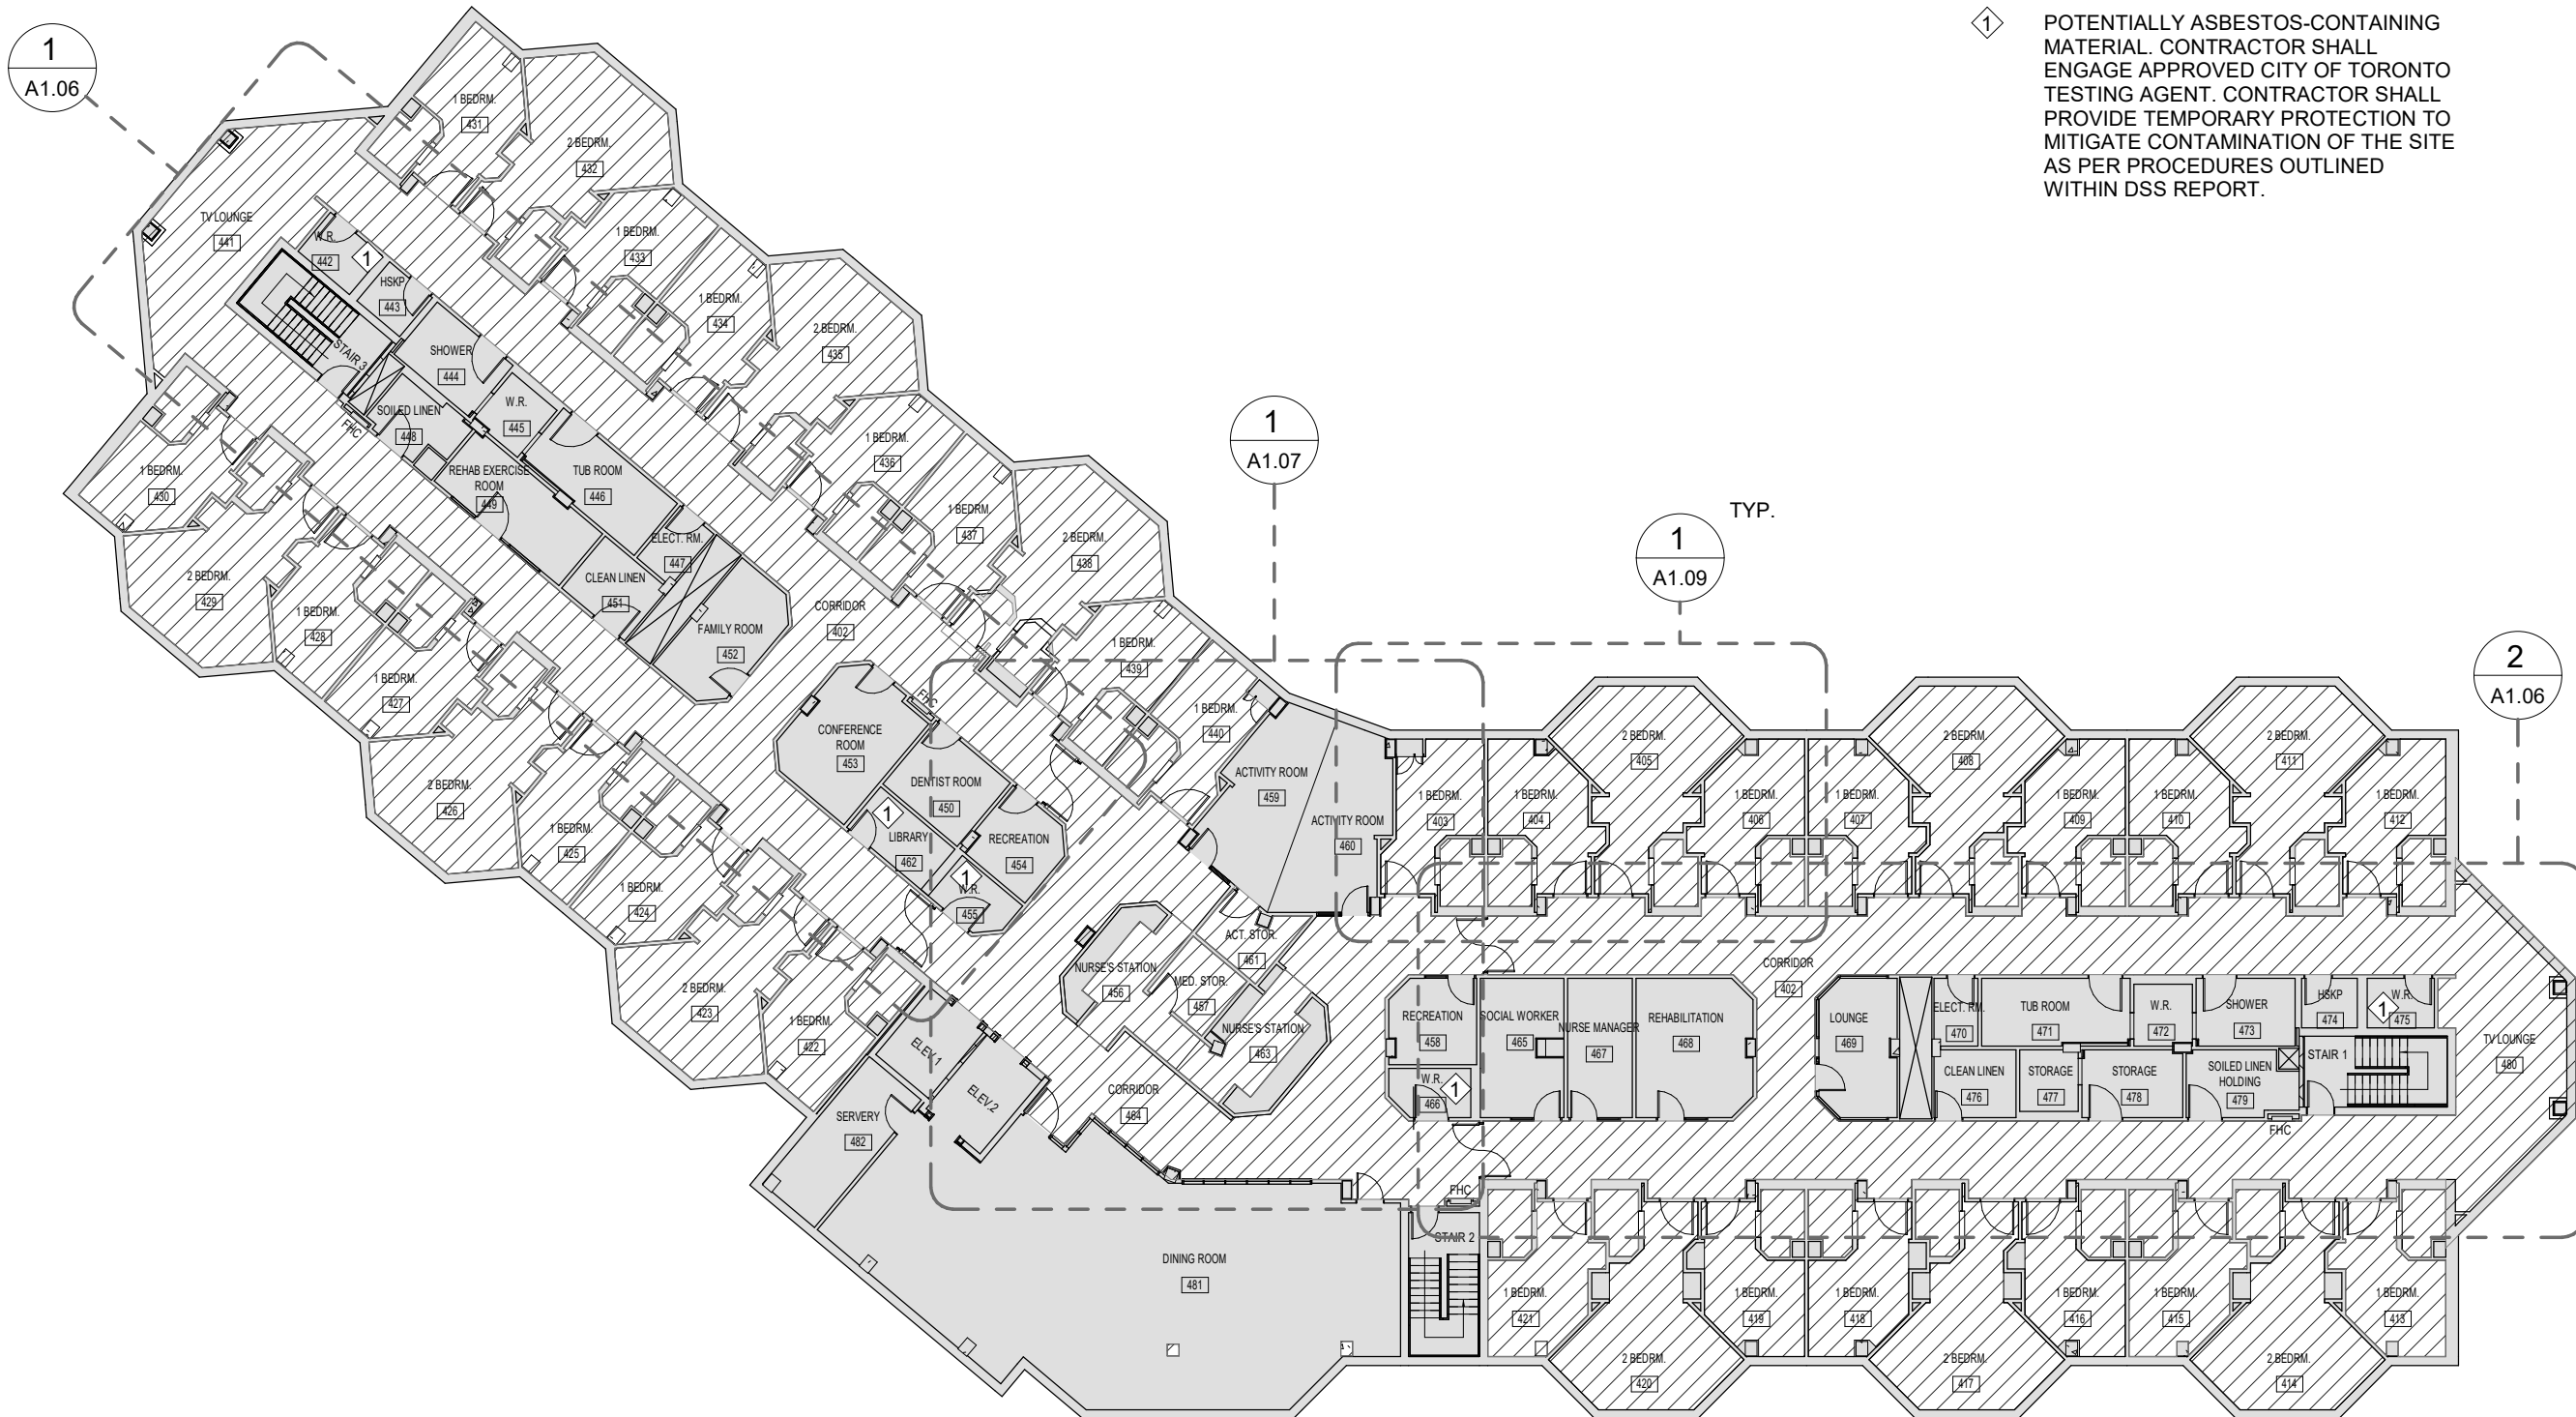 1
A1.06
1
POTENTIALLY ASBESTOS-CONTAINING
MATERIAL. CONTRACTOR SHALL
ENGAGE APPROVED CITY OF TORONTO
TESTING AGENT. CONTRACTOR SHALL
PROVIDE TEMPORARY PROTECTION TO
MITIGATE CONTAMINATION OF THE SITE
AS PER PROCEDURES OUTLINED
WITHIN DSS REPORT.
1 BEDRM.
431
2 BEDRM.
432
TV LOUNGE
441
W.R.
442
1
HSKP
443
1 BEDRM.
433
1 BEDRM.
434
2 BEDRM.
435
STAIR 3
SHOWER
444
W.R.
445
SOILED LINEN
448
FHC
REHAB EXERCISE
ROOM
449
TUB ROOM
446
1 BEDRM.
430
1 BEDRM.
436
1 BEDRM.
437
2 BEDRM.
438
ELECT. RM.
447
CLEAN LINEN
451
2 BEDRM.
429
1 BEDRM.
428
1 BEDRM.
427
FAMILY ROOM
452
CORRIDOR
402
1 BEDRM.
439
1 BEDRM.
440
1
A1.07
TYP.
1
A1.09
2
A1.06
FHC
CONFERENCE
ROOM
453
DENTIST ROOM
450
1
LIBRARY
462
RECREATION
454
1
W.R.
455
2 BEDRM.
426
1 BEDRM.
425
1 BEDRM.
424
2 BEDRM.
423
1 BEDRM.
422
ACTIVITY ROOM
459
ACTIVITY ROOM
460
1 BEDRM.
403
1 BEDRM.
404
2 BEDRM.
405
1 BEDRM.
406
1 BEDRM.
407
2 BEDRM.
408
1 BEDRM.
409
1 BEDRM.
410
2 BEDRM.
411
1 BEDRM.
412
NURSE'S STATION
456
MED. STOR.
457
ACT. STOR.
461
NURSE'S STATION
463
CORRIDOR
464
ELEV.1
ELEV.2
SERVERY
482
RECREATION
458
W.R.
466
1
SOCIAL WORKER
465
NURSE MANAGER
467
REHABILITATION
468
CORRIDOR
402
LOUNGE
469
ELECT. RM.
470
TUB ROOM
471
W.R.
472
SHOWER
473
HSKP
474
W.R.
475
1
CLEAN LINEN
476
STORAGE
477
STORAGE
478
SOILED LINEN
HOLDING
479
STAIR 1
FHC
TV LOUNGE
480
FHC
STAIR 2
DINING ROOM
481
1 BEDRM.
421
2 BEDRM.
420
1 BEDRM.
419
1 BEDRM.
418
2 BEDRM.
417
1 BEDRM.
416
1 BEDRM.
415
2 BEDRM.
414
1 BEDRM.
413